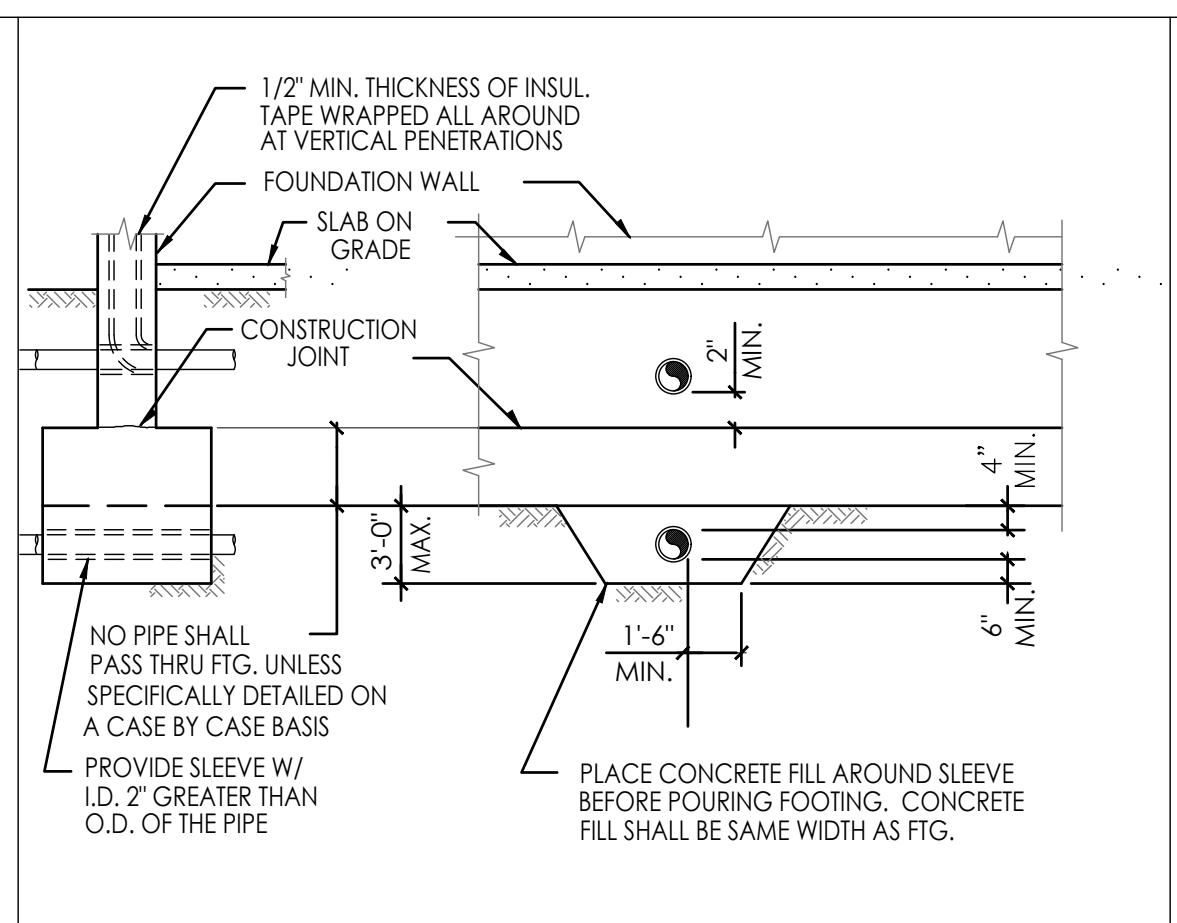 1/2" MIN. THICKNESS OF INSUL.
TAPE WRAPPED ALL AROUND
AT VERTICAL PENETRATIONS
FOUNDATION WALL
SLAB ON
GRADE
CONSTRUCTION
JOINT
2"
MIN.
4"
MIN.
3'-0"
MAX.
6"
MIN.
1'-6"
MIN.
NO PIPE SHALL
PASS THRU FTG. UNLESS
SPECIFICALLY DETAILED ON
A CASE BY CASE BASIS
PROVIDE SLEEVE W/
I.D. 2" GREATER THAN
O.D. OF THE PIPE
PLACE CONCRETE FILL AROUND SLEEVE
BEFORE POURING FOOTING. CONCRETE
FILL SHALL BE SAME WIDTH AS FTG.